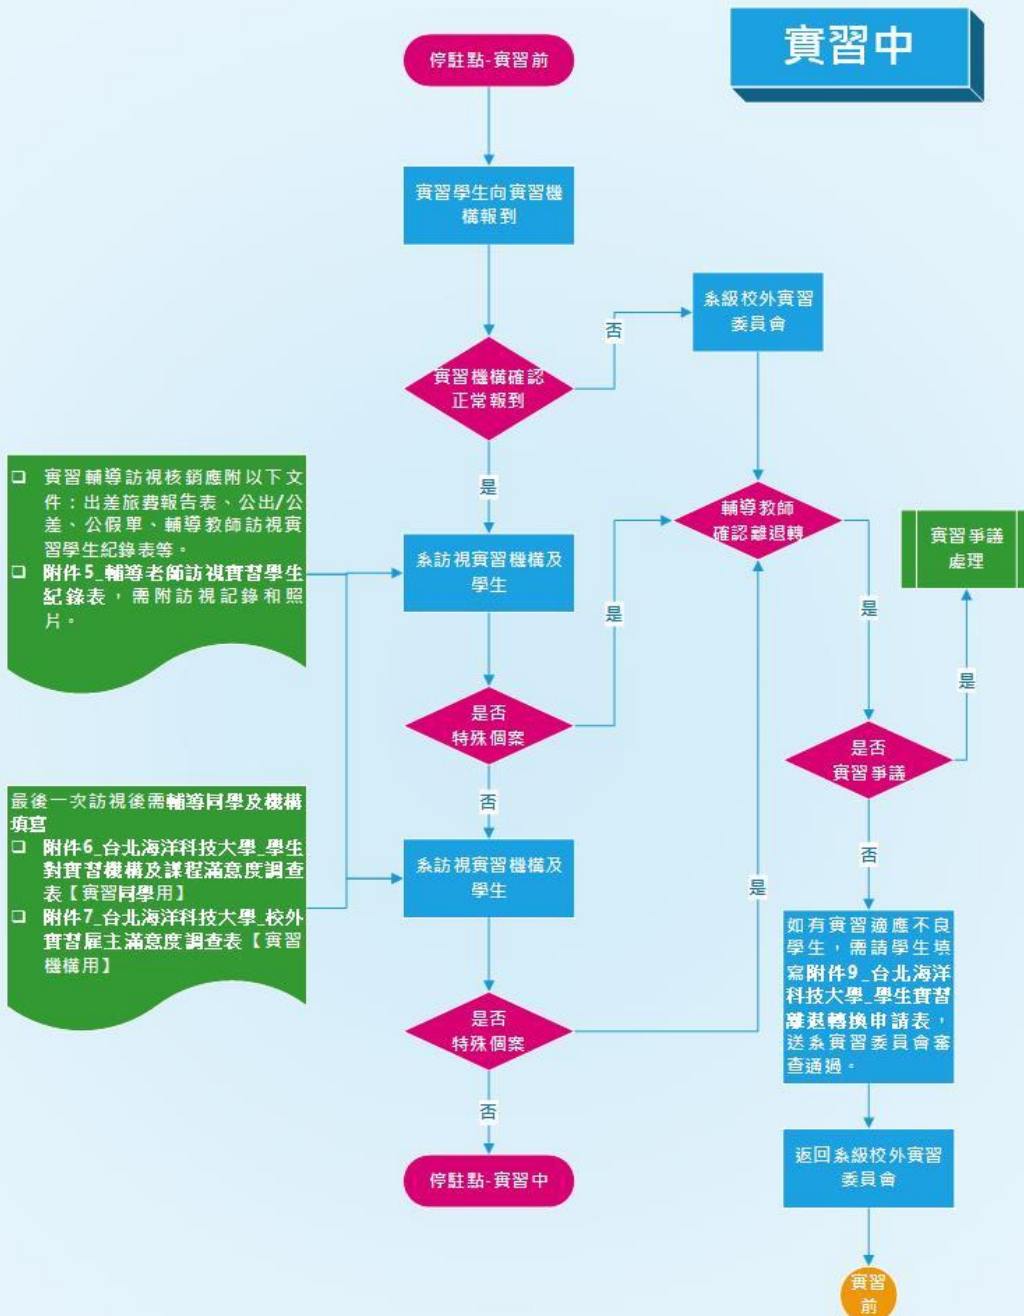 實習中
停駐點-實習前
實習學生向實習機
構報到
系級校外實習
委員會
否
實習機構確認
正常報到
是
❑ 實習輔導訪視核銷應附以下文
件：出差旅費報告表、公出/公
差、公假單、輔導教師訪視實
習學生紀錄表等。
❑ 附件5_輔導老師訪視實習學生
紀錄表，需附訪視記錄和照
片。
輔導教師
確認離退轉
實習爭議
處理
系訪視實習機構及
學生
是
是
是
是否
特殊個案
是否
實習爭議
否
最後一次訪視後需輔導同學及機構
填寫
❑ 附件6_台北海洋科技大學_學生
對實習機構及課程滿意度調查
表【實習同學用】
❑ 附件7_台北海洋科技大學_校外
實習雇主滿意度調查表【實習
機構用】
系訪視實習機構及
學生
是
否
如有實習適應不良
學生，需請學生填
寫附件9_台北海洋
科技大學_學生實習
離退轉換申請表，
送系實習委員會審
查通過。
是否
特殊個案
否
停駐點-實習中
返回系級校外實習
委員會
實習
前